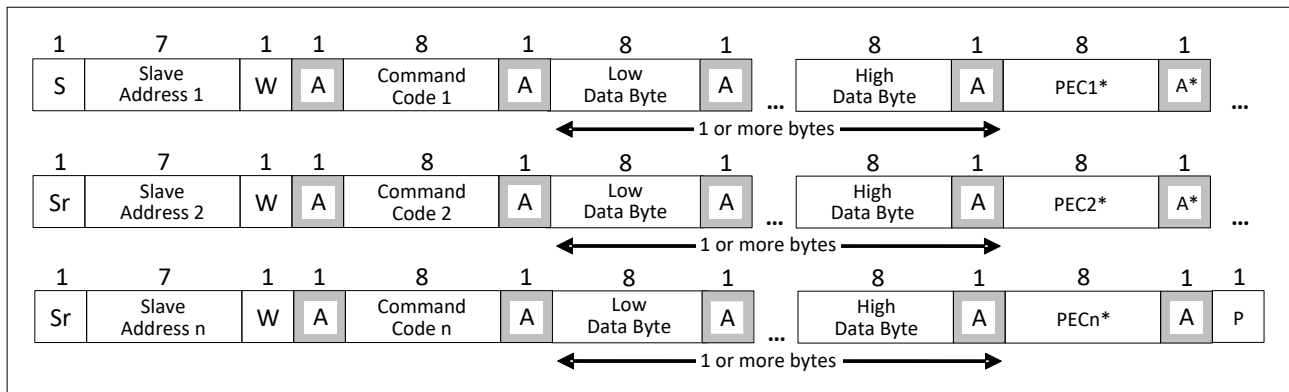 1 7 1 1 8 1 8 1 8 1 8 1
S Slave Address 1 W A Command Code 1 A Low Data Byte A ... High Data Byte A PEC1* A* ...
1 or more bytes
1 7 1 1 8 1 8 1 8 1 8 1
Sr Slave Address 2 W A Command Code 2 A Low Data Byte A ... High Data Byte A PEC2* A* ...
1 or more bytes
1 7 1 1 8 1 8 1 8 1 8 1 1
Sr Slave Address n W A Command Code n A Low Data Byte A ... High Data Byte A PECn* A P
1 or more bytes